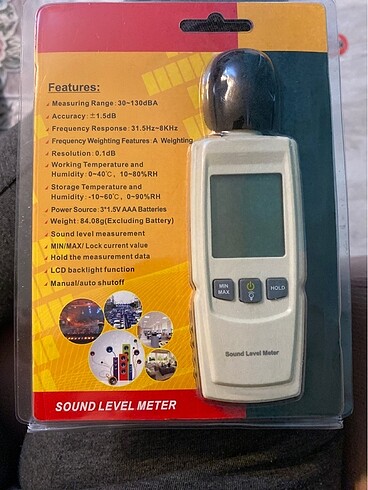 Features:
Measuring Range: 30~130dBA
Accuracy: ±1.5dB
Frequency Response: 31.5Hz~8KHz
Frequency Weighting Features: A Weighting
Resolution: 0.1dB
Working Temperature and
Humidity: 0~40℃, 10~80%RH
Storage Temperature and
Humidity: -10~60℃, 0~90%RH
Power Source: 3*1.5V AAA Batteries
Weight: 84.08g(Excluding Battery)
Sound level measurement
MIN/MAX/ Lock current value
Hold the measurement data
LCD backlight function
Manual/auto shutoff
MIN
MAX
HOLD
Sound Level Meter
SOUND LEVEL METER